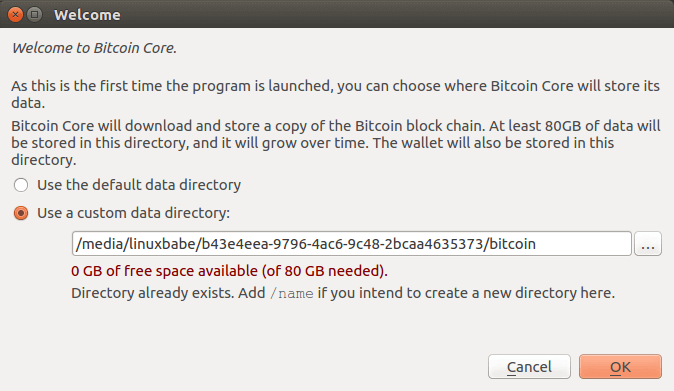 Welcome
Welcome to Bitcoin Core.
As this is the first time the program is launched, you can choose where Bitcoin Core will store its
data.
Bitcoin Core will download and store a copy of the Bitcoin block chain. At least 80GB of data will
be stored in this directory, and it will grow over time. The wallet will also be stored in this
directory.
Use the default data directory
Use a custom data directory:
/media/linuxbabe/b43e4eea-9796-4ac6-9c48-2bcaa4635373/bitcoin
...
0 GB of free space available (of 80 GB needed).
Directory already exists. Add /name if you intend to create a new directory here.
Cancel
OK